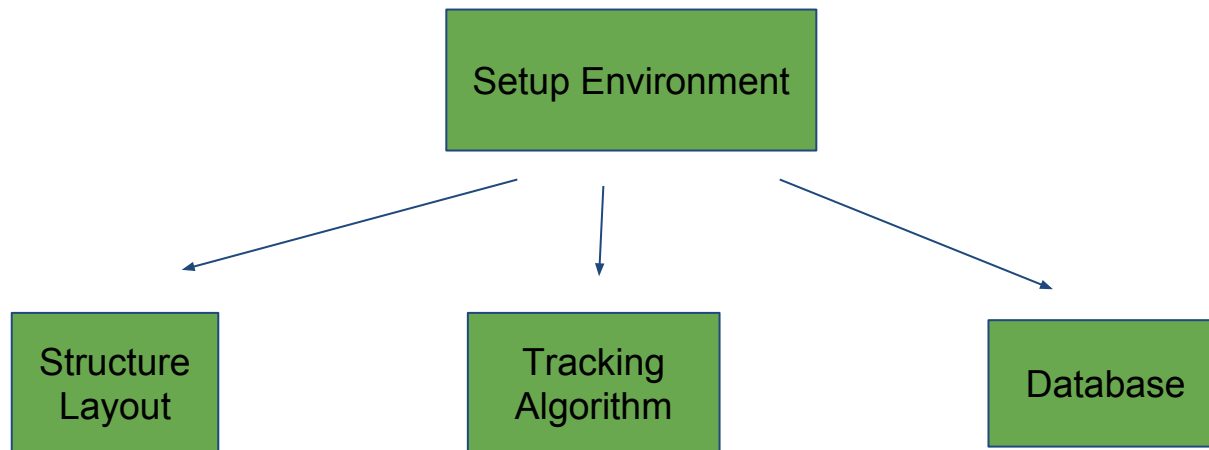 Setup Environment
Structure
Layout
Tracking
Algorithm
Database